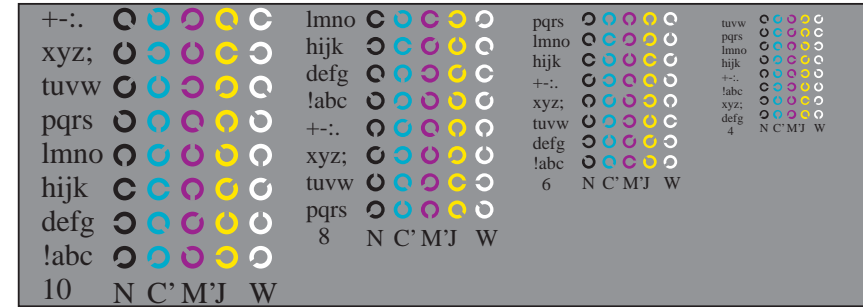 +-:.
xyz;
tuvw
pqrs
lmno
hijk
defg
!abc
10 N C' M'J W
lmno
hijk
defg
!abc
+-:.
xyz;
tuvw
pqrs
8 N C' M'J W
pqrs
lmno
hijk
+-:.
xyz;
tuvw
defg
!abc
6 N C' M'J W
tuvw
pqrs
lmno
hijk
+-:.
!abc
xyz;
defg
4 N C' M'J W